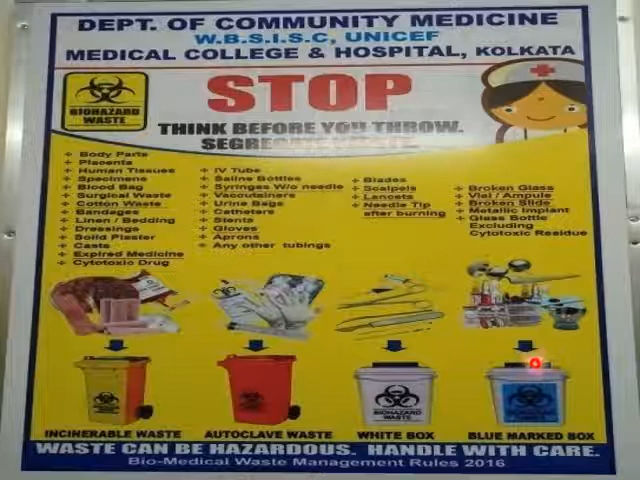 DEPT. OF COMMUNITY MEDICINE
W.B.S.I.S.C, UNICEF
MEDICAL COLLEGE & HOSPITAL, KOLKATA
BIOHAZARD
WASTE
STOP
THINK BEFORE YOU THROW.
+ Body Parts
+ Placenta
+ Human Tissues
+ Specimens
+ Blood Bag
+ Surgical Waste
+ Cotton Waste
+ Bandages
+ Linen / Bedding
+ Dressings
+ Solid Plaster
+ Casts
+ Expired Medicine
+ Cytotoxic Drug
+ IV Tube
+ Saline Bottles
+ Syringes W/o needle
+ Vaccutainers
+ Urine Bags
+ Catheters
+ Stents
+ Gloves
+ Aprons
+ Any other tubings
+ Blades
+ Scalpels
+ Lancets
+ Needle Tip
after burning
+ Broken Glass
+ Vial / Ampule
+ Broken Slide
+ Metallic Implant
Glass Bottle
Excluding
Cytotoxic Residue
BIOHAZARD
WASTE
INCINERABLE WASTE
AUTOCLAVE WASTE
WHITE BOX
BLUE MARKED BOX
WASTE CAN BE HAZARDOUS. HANDLE WITH CARE.
Bio-Medical Waste Management Rules 2016